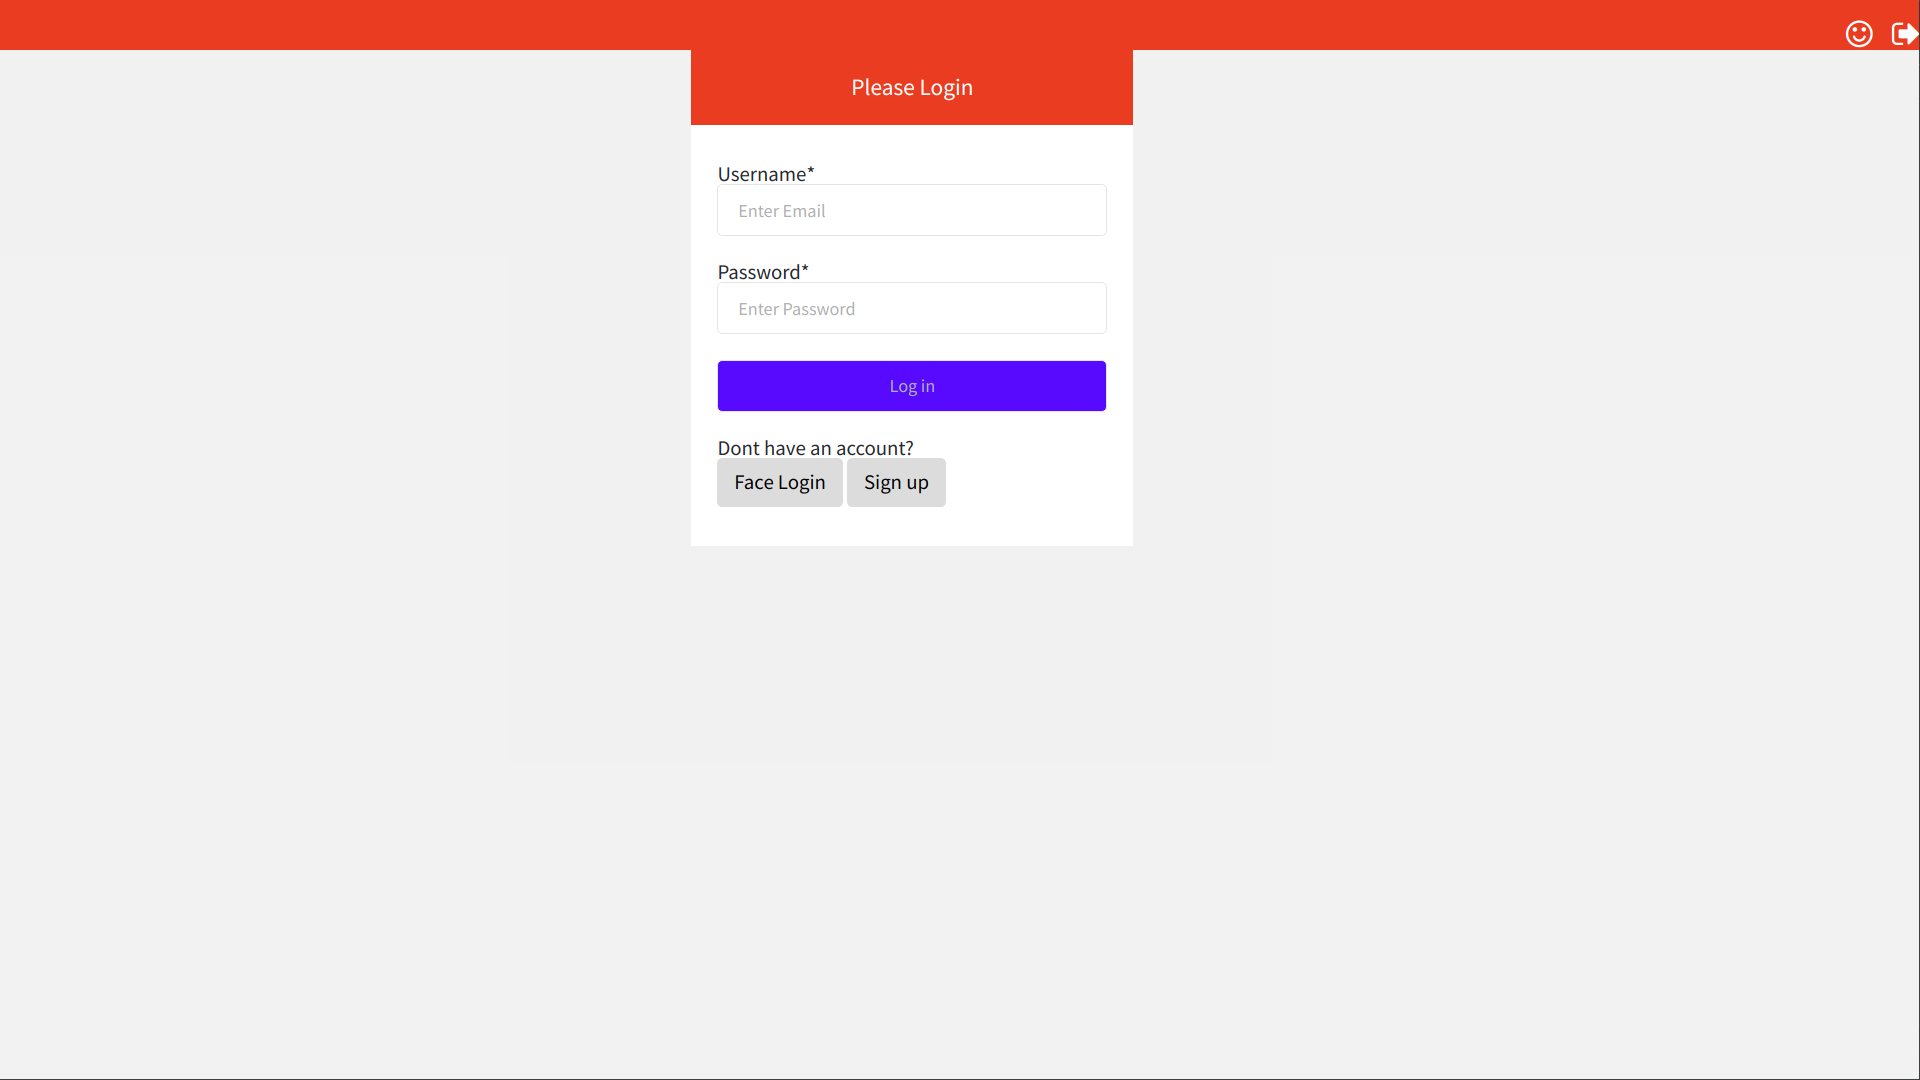 Please Login
Username*
Enter Email
Password*
Enter Password
Log in
Dont have an account?
Face Login Sign up